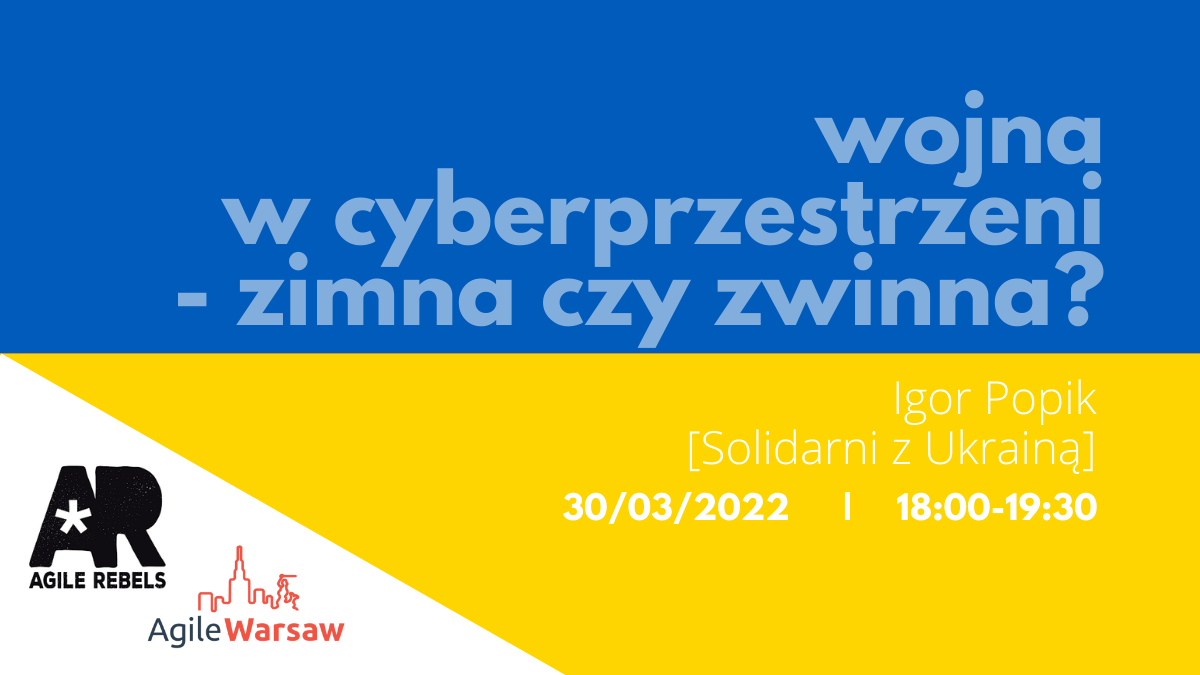 wojna
w cyberprzestrzeni
- zimna czy zwinna?
Igor Popik
[Solidarni z Ukrainą]
30/03/2022 | 18:00-19:30
AR
AGILE REBELS
AgileWarsaw